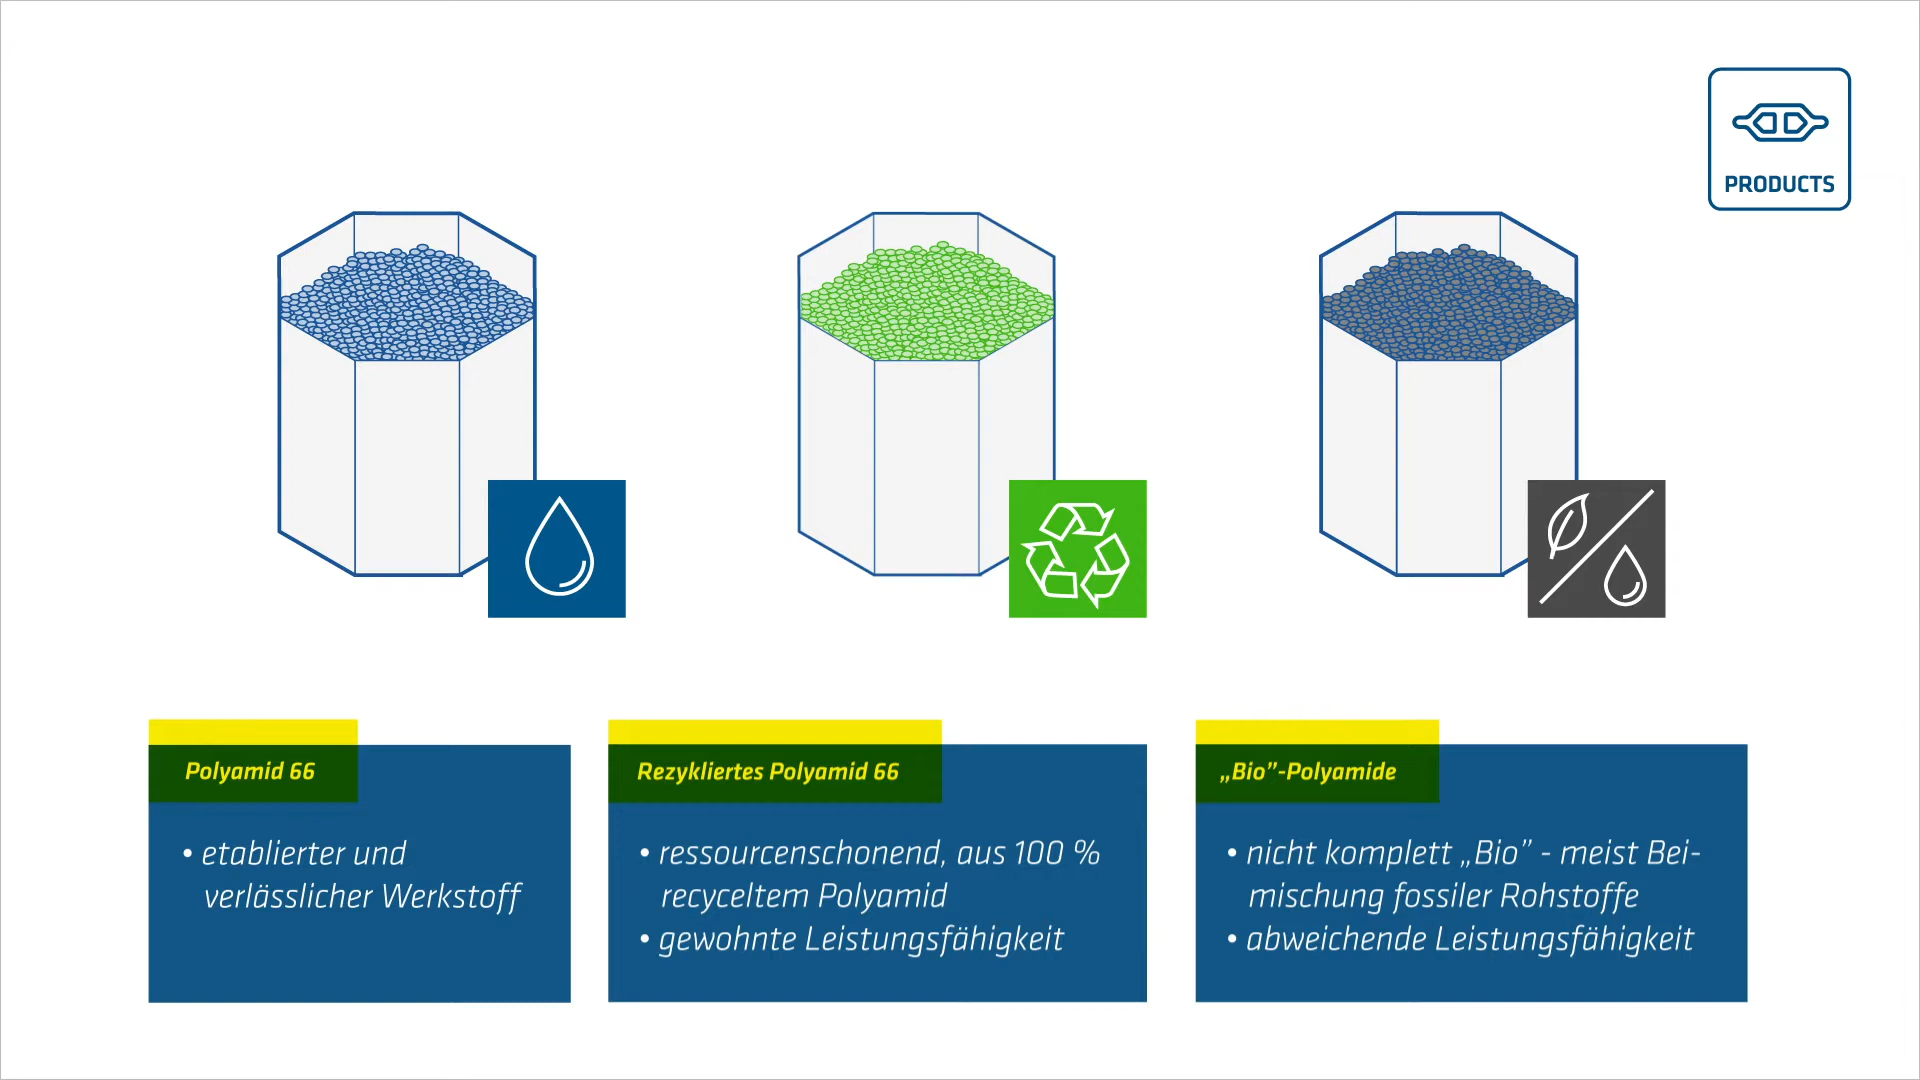 PRODUCTS
Polyamid 66
• etablierter und
verlässlicher Werkstoff
Rezykliertes Polyamid 66
• ressourcenschonend, aus 100 %
recyceltem Polyamid
• gewohnte Leistungsfähigkeit
„Bio”-Polyamide
• nicht komplett „Bio” - meist Bei-
mischung fossiler Rohstoffe
• abweichende Leistungsfähigkeit